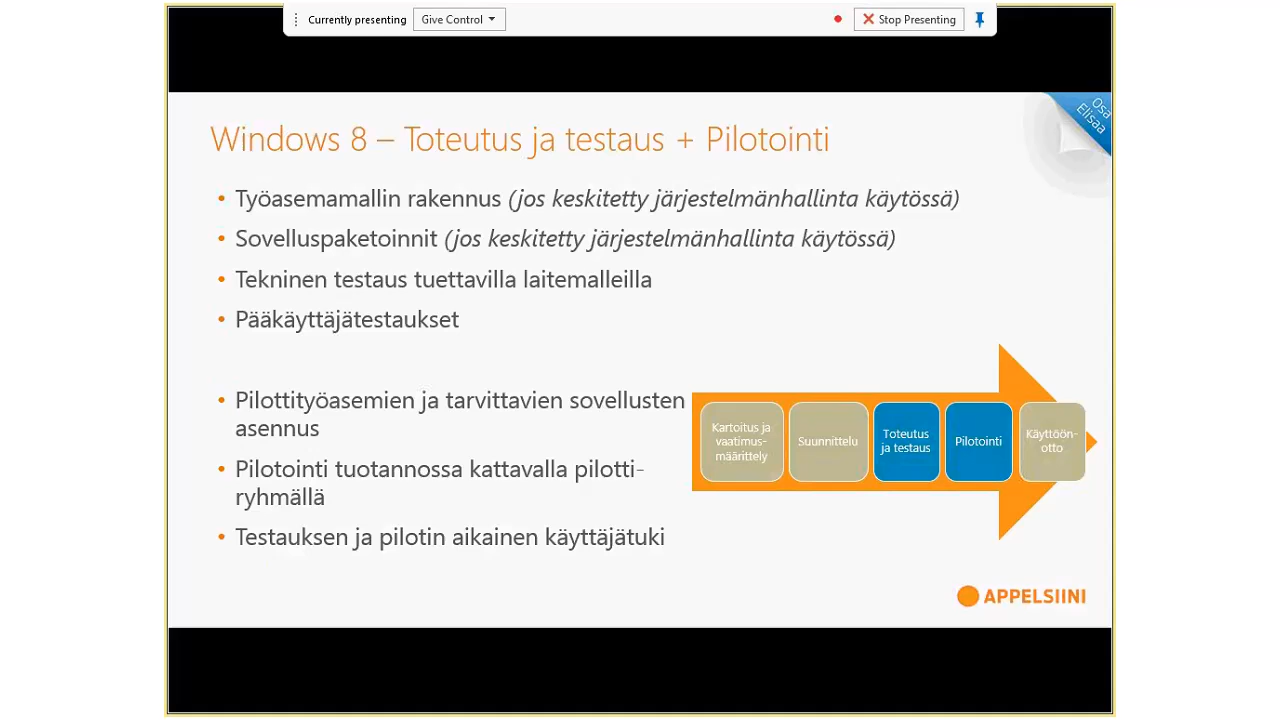 Currently presenting Give Control Stop Presenting
Osa
Elisaa
Windows 8 – Toteutus ja testaus + Pilotointi
• Työasemamallin rakennus (jos keskitetty järjestelmänhallinta käytössä)
• Sovelluspaketoinnit (jos keskitetty järjestelmänhallinta käytössä)
• Tekninen testaus tuettavilla laitemalleilla
• Pääkäyttäjätestaukset
• Pilottityöasemien ja tarvittavien sovellusten
asennus
• Pilotointi tuotannossa kattavalla pilotti-
ryhmällä
• Testauksen ja pilotin aikainen käyttäjätuki
Kartoitus ja
vaatimus-
määrittely
Suunnittelu
Toteutus
ja testaus
Pilotointi
Käyttöön-
otto
APPELSIINI